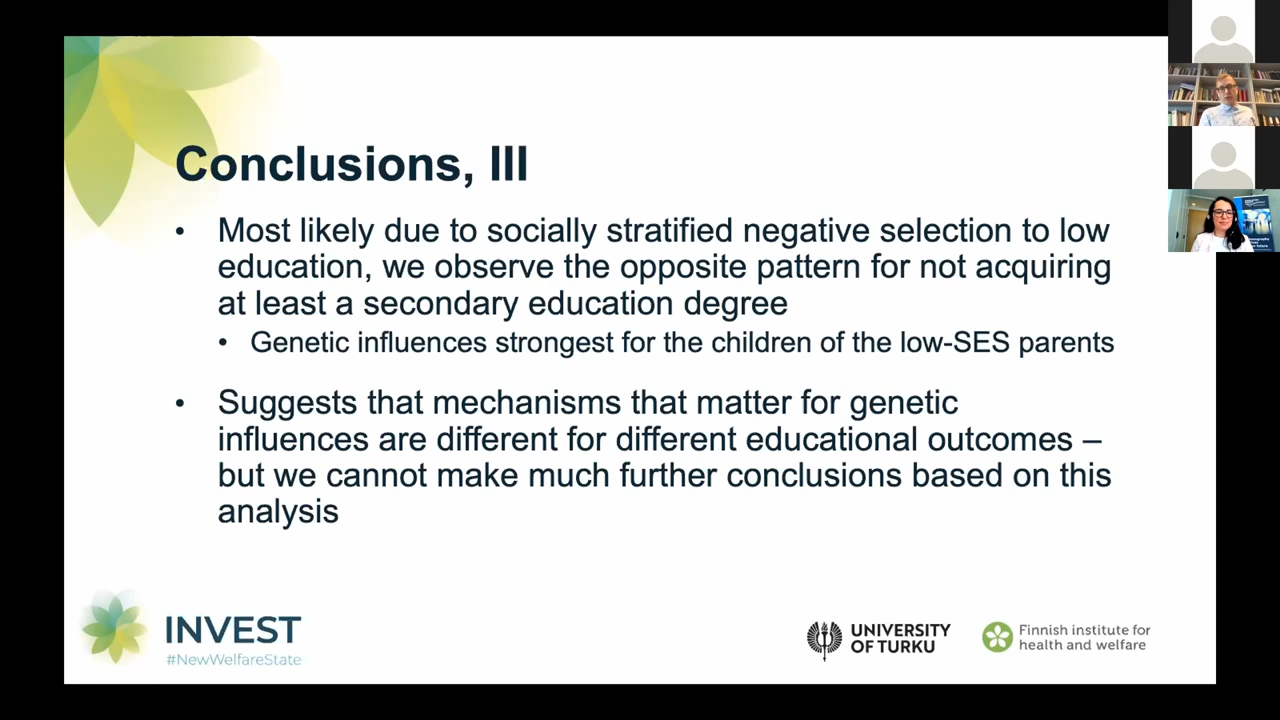 Conclusions, III
• Most likely due to socially stratified negative selection to low
education, we observe the opposite pattern for not acquiring
at least a secondary education degree
• Genetic influences strongest for the children of the low-SES parents
• Suggests that mechanisms that matter for genetic
influences are different for different educational outcomes –
but we cannot make much further conclusions based on this
analysis
INVEST
#NewWelfareState
UNIVERSITY
OF TURKU
Finnish institute for
health and welfare